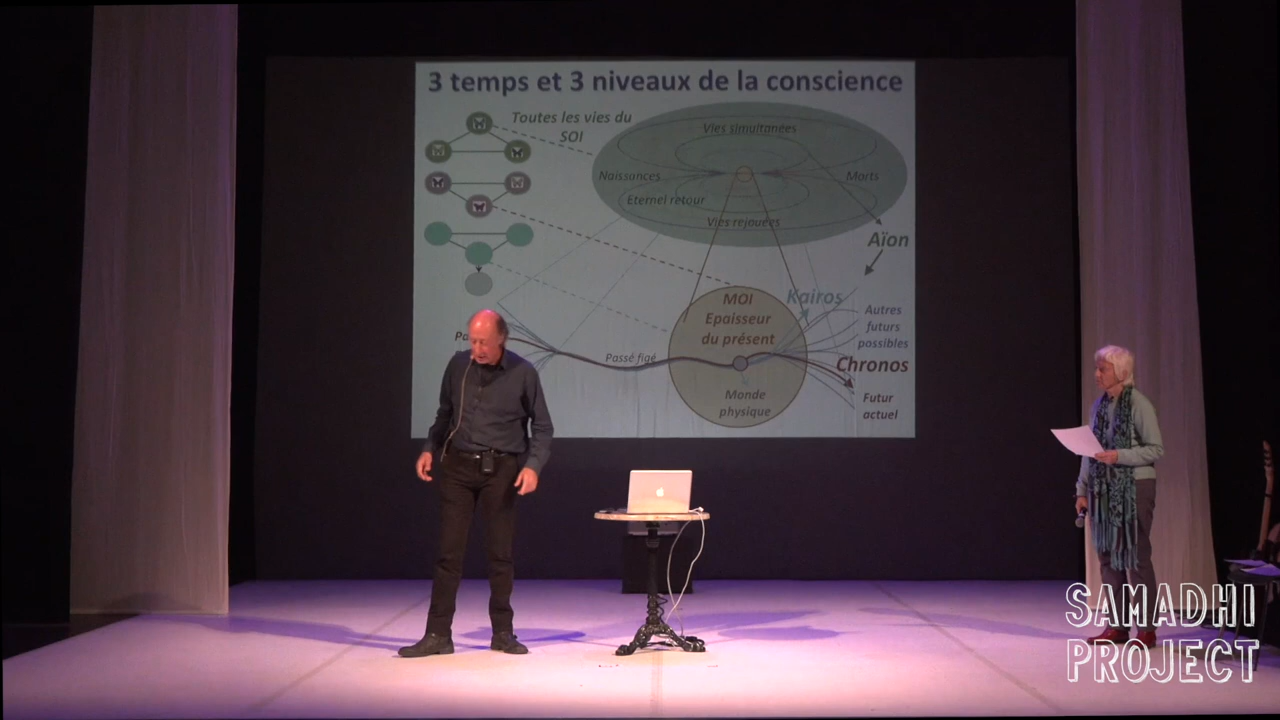 3 temps et 3 niveaux de la conscience
Toutes les vies du
SOI
Vies simultanées
Naissances
Morts
Eternel retour
Vies rejouées
Aïon
MOI
Epaisseur
du présent
Kairos
Autres
futurs
possibles
Passé figé
Chronos
Monde
physique
Futur
actuel
SAMADHI
PROJECT